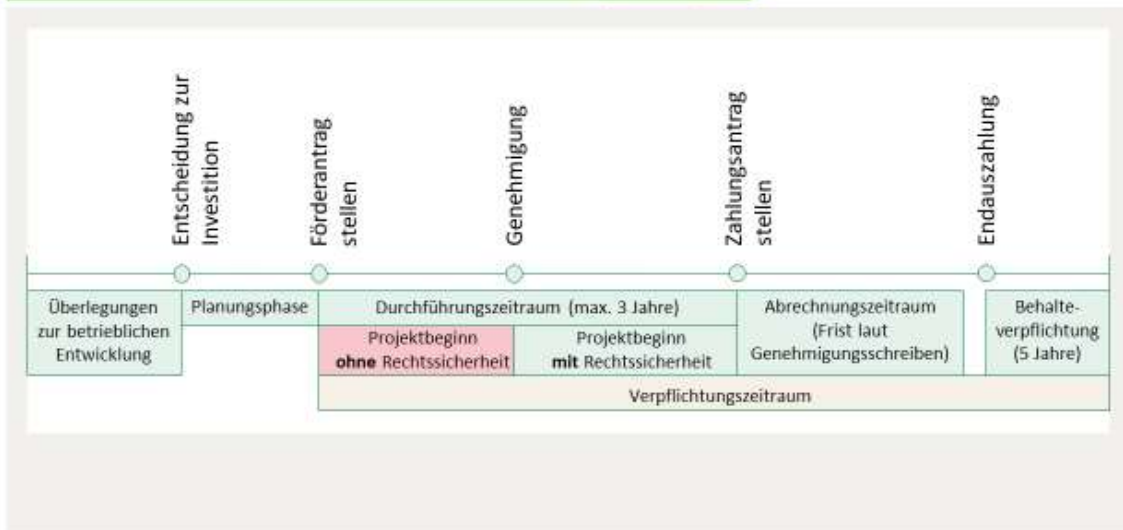 Entscheidung zur
Investition
Förderantrag
stellen
Genehmigung
Zahlungsantrag
stellen
Endauszahlung
Überlegungen
zur betrieblichen
Entwicklung
Planungsphase
Durchführungszeitraum (max. 3 Jahre)
Projektbeginn
ohne Rechtssicherheit
Projektbeginn
mit Rechtssicherheit
Abrechnungszeitraum
(Frist laut
Genehmigungsschreiben)
Behalte-
verpflichtung
(5 Jahre)
Verpflichtungszeitraum